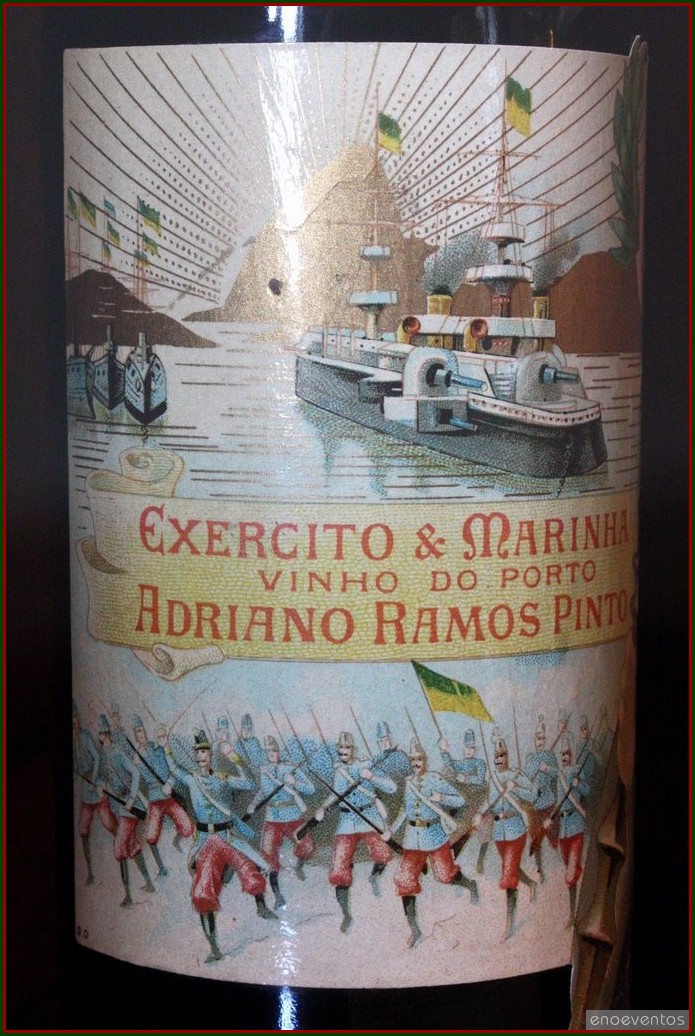 EXERCITO & MARINHA
VINHO DO PORTO
ADRIANO RAMOS PINTO
enoeventos